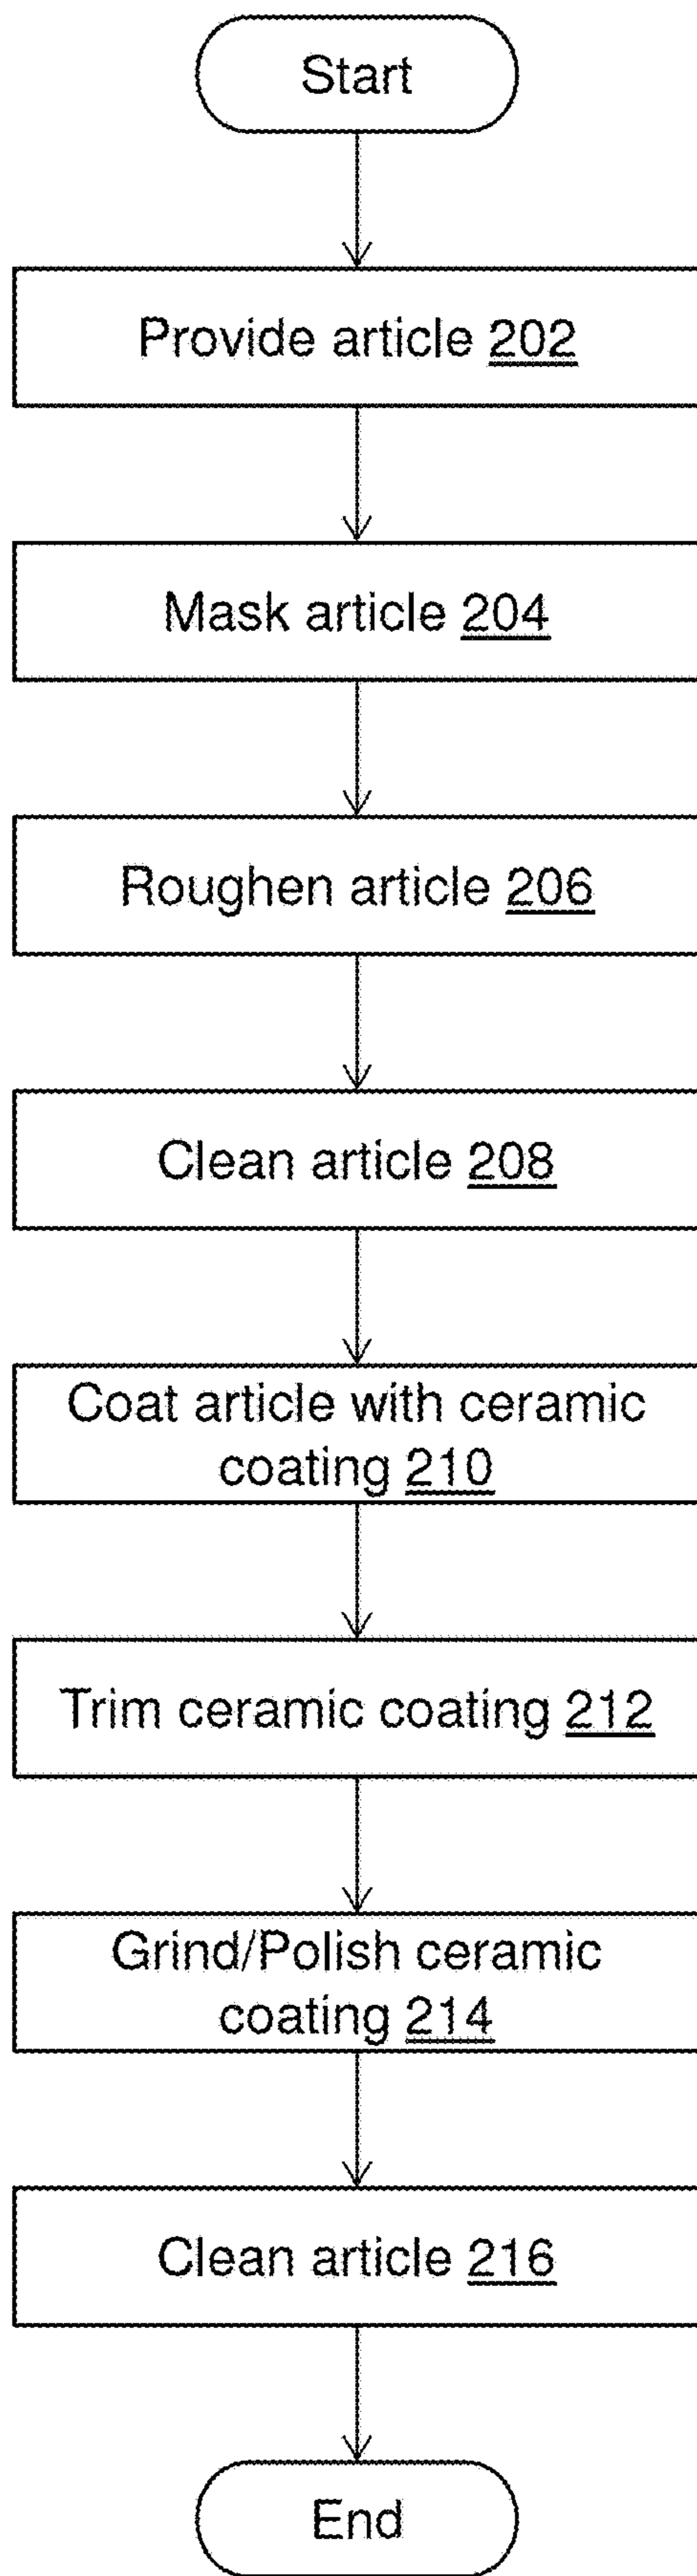 Start
Provide article 202
Mask article 204
Roughen article 206
Clean article 208
Coat article with ceramic
coating 210
Trim ceramic coating 212
Grind/Polish ceramic
coating 214
Clean article 216
End